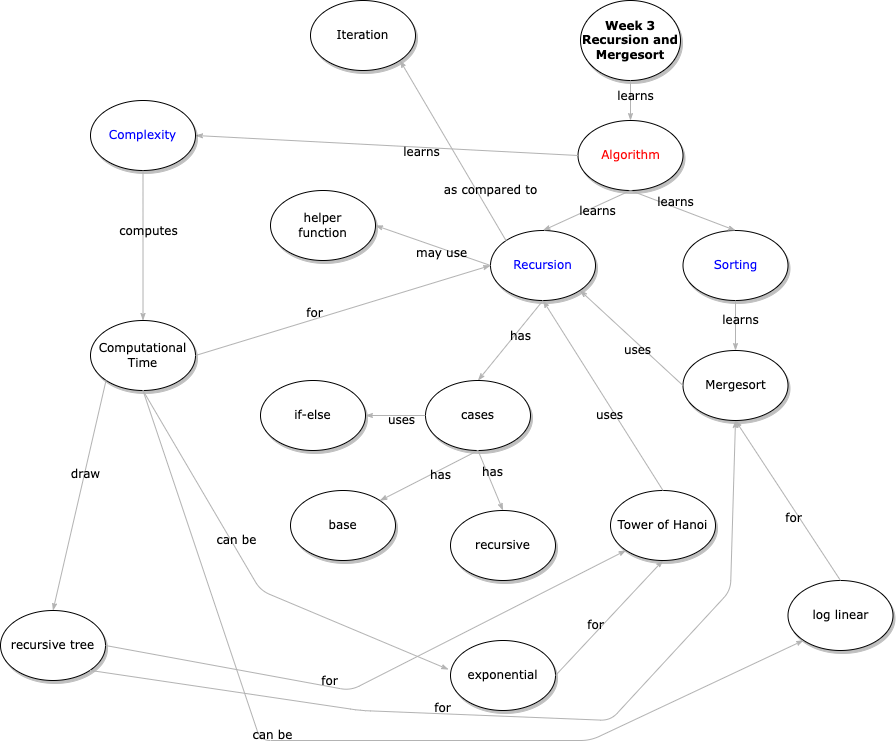 Iteration
Week 3
Recursion and
Mergesort
learns
Complexity
learns
Algorithm
as compared to
learns
learns
helper
function
computes
may use
Recursion
Sorting
for
has
learns
Computational
Time
uses
Mergesort
if-else
uses
cases
uses
draw
has
has
base
recursive
Tower of Hanoi
for
can be
recursive tree
for
exponential
for
log linear
for
can be